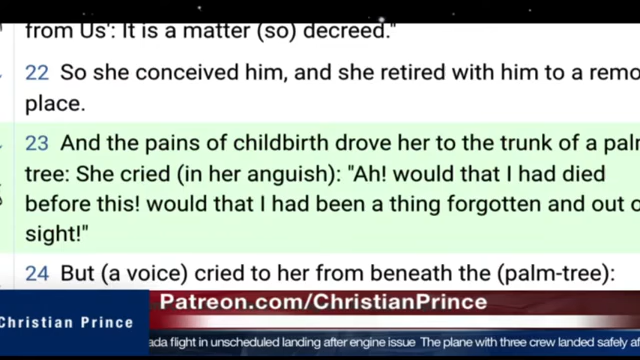 from Us': It is a matter (so) decreed."
22 So she conceived him, and she retired with him to a remo
place.
23 And the pains of childbirth drove her to the trunk of a palm
tree: She cried (in her anguish): "Ah! would that I had died
before this! would that I had been a thing forgotten and out o
sight!"
24 But (a voice) cried to her from beneath the (palm-tree):
Patreon.com/ChristianPrince
Christian Prince
ada flight in unscheduled landing after engine issue The plane with three crew landed safely